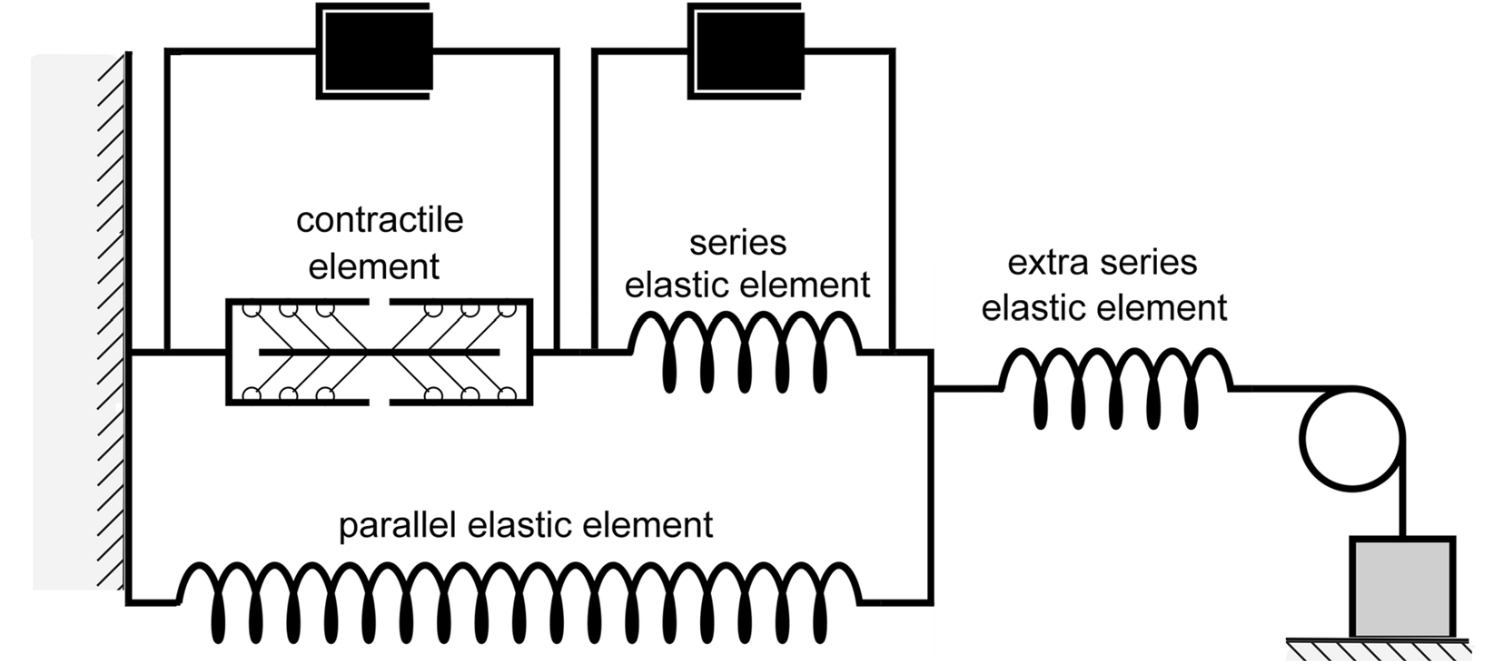 contractile
element
series
elastic element
extra series
elastic element
parallel elastic element